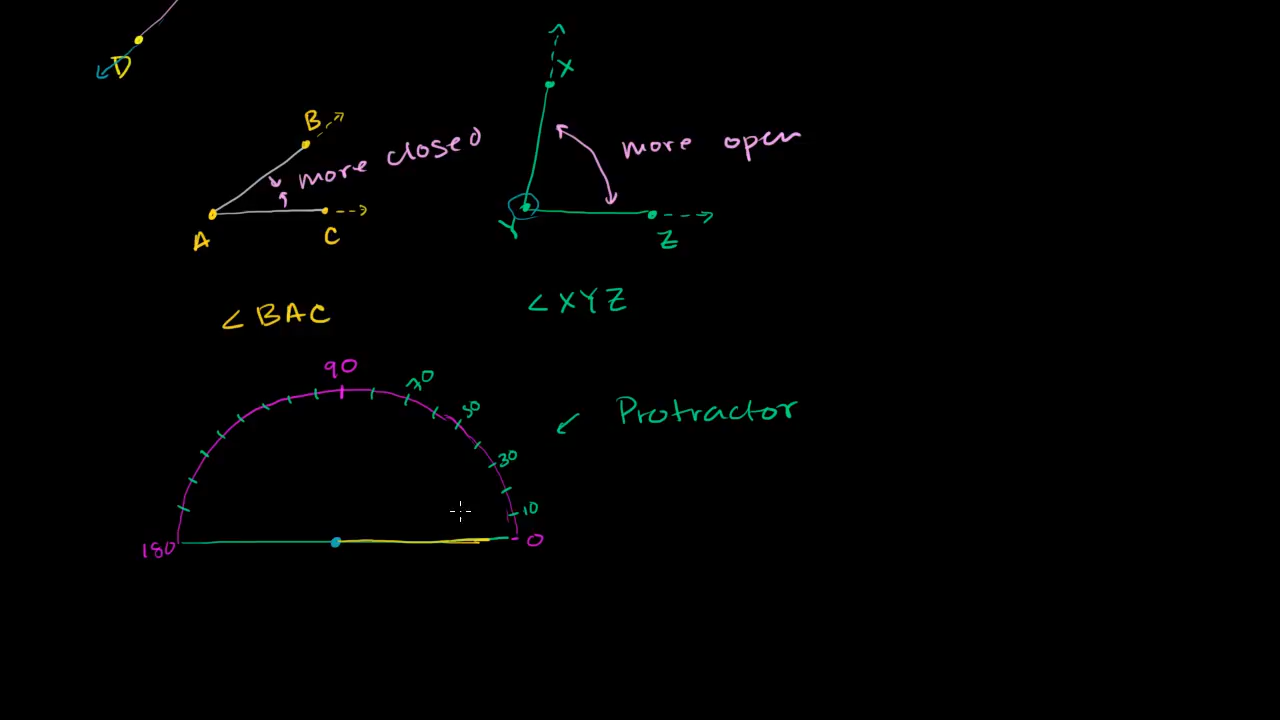 D
X
B
more closed
more open
A
C
Y
Z
<BAC
<XYZ
90
70
50
Protractor
30
10
180
0